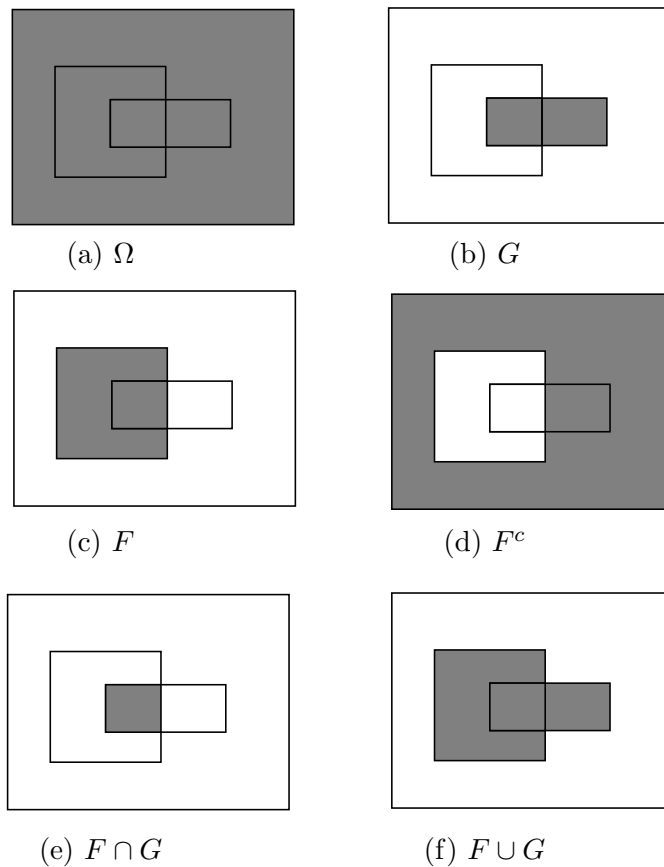 (a) Ω
(b) G
(c) F
(d) F^c
(e) F ∩ G
(f) F ∪ G